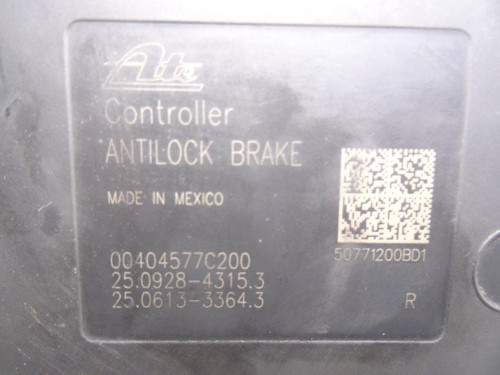 Ate
Controller
ANTILOCK BRAKE
MADE IN MEXICO
00404577C200
25.0928-4315.3
25.0613-3364.3
50771200BD1
R